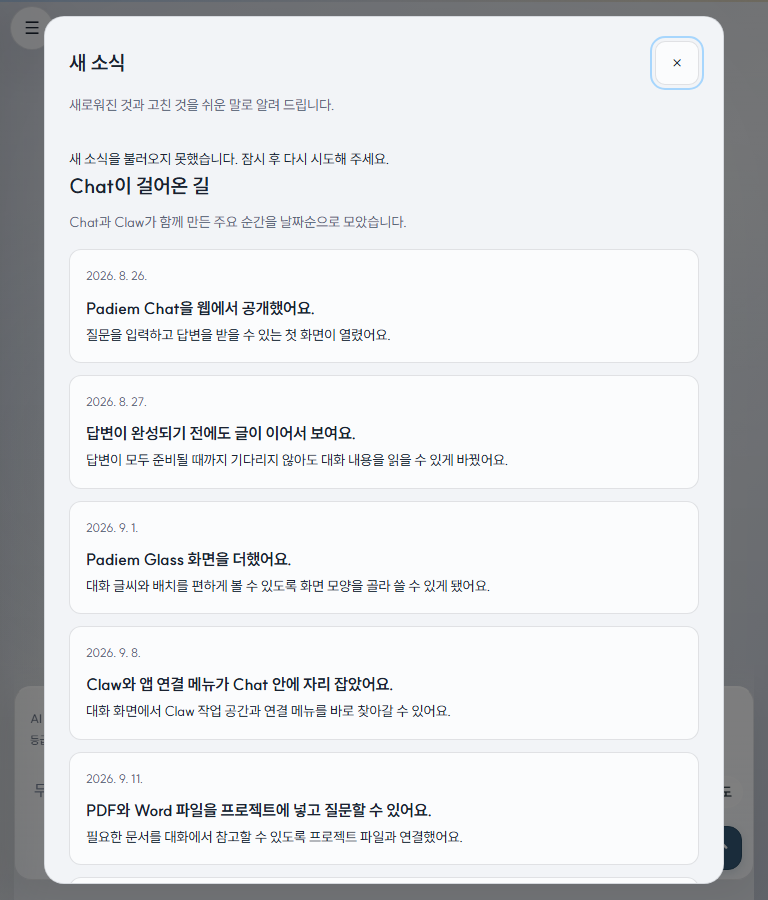 새 소식
×
새로워진 것과 고친 것을 쉬운 말로 알려 드립니다.
새 소식을 불러오지 못했습니다. 잠시 후 다시 시도해 주세요.
Chat이 걸어온 길
Chat과 Claw가 함께 만든 주요 순간을 날짜순으로 모았습니다.
2026. 8. 26.
Padiem Chat을 웹에서 공개했어요.
질문을 입력하고 답변을 받을 수 있는 첫 화면이 열렸어요.
2026. 8. 27.
답변이 완성되기 전에도 글이 이어서 보여요.
답변이 모두 준비될 때까지 기다리지 않아도 대화 내용을 읽을 수 있게 바꿨어요.
2026. 9. 1.
Padiem Glass 화면을 더했어요.
대화 글씨와 배치를 편하게 볼 수 있도록 화면 모양을 골라 쓸 수 있게 됐어요.
2026. 9. 8.
Claw와 앱 연결 메뉴가 Chat 안에 자리 잡았어요.
대화 화면에서 Claw 작업 공간과 연결 메뉴를 바로 찾아갈 수 있어요.
AI
등급
2026. 9. 11.
PDF와 Word 파일을 프로젝트에 넣고 질문할 수 있어요.
필요한 문서를 대화에서 참고할 수 있도록 프로젝트 파일과 연결했어요.